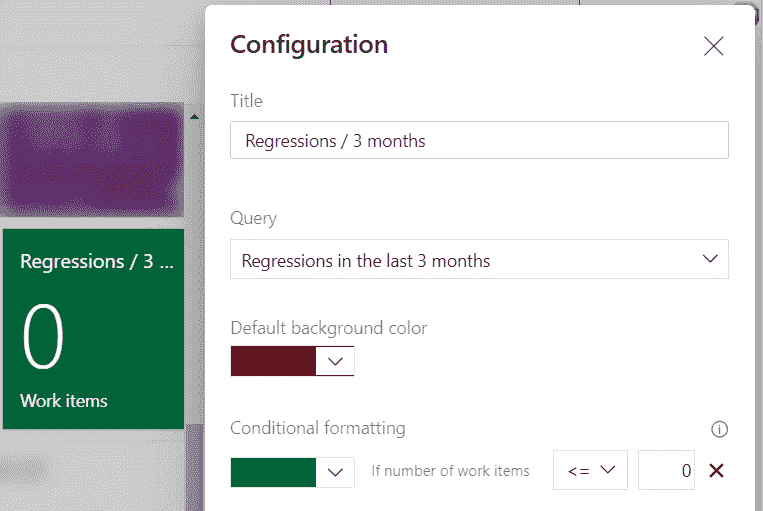 Configuration
Title
Regressions / 3 months
Query
Regressions in the last 3 months
Default background color
Conditional formatting
If number of work items <= 0
Regressions / 3 ...
0
Work items